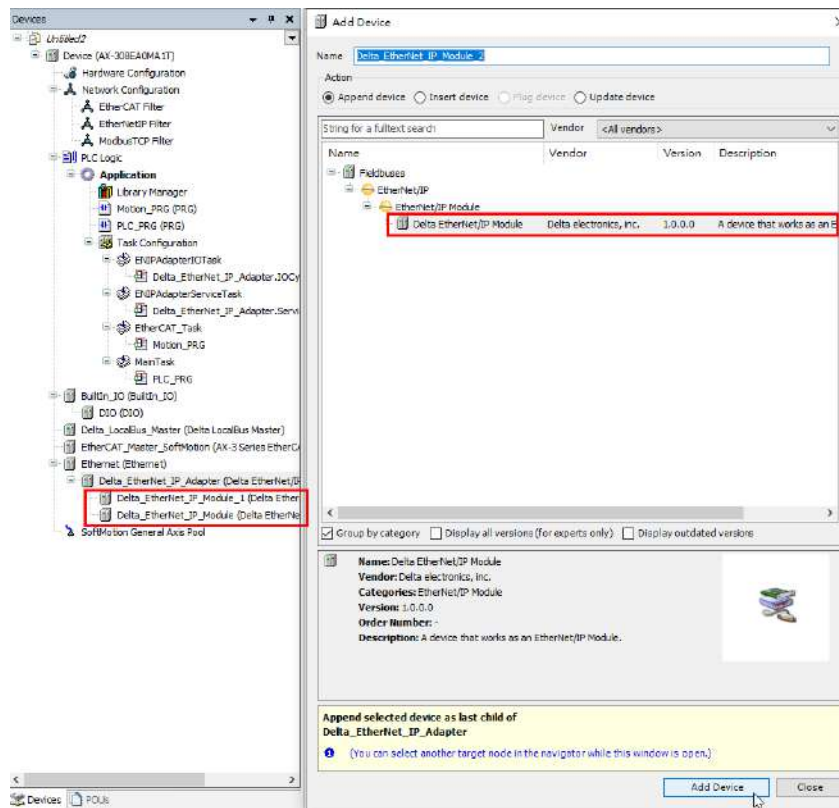 Devices
Untitled2
Device (AX-308EA0MA1T)
Hardware Configuration
Network Configuration
EtherCAT Filter
EtherNetIP Filter
ModbusTCP Filter
PLC Logic
Application
Library Manager
Motion_PRG (PRG)
PLC_PRG (PRG)
Task Configuration
ENIPAdapterIOTask
Delta_EtherNet_IP_Adapter.IOCy
ENIPAdapterServiceTask
Delta_EtherNet_IP_Adapter.Servi
EtherCAT_Task
Motion_PRG
MainTask
PLC_PRG
BuiltIn_IO (BuiltIn_IO)
DIO (DIO)
Delta_LocalBus_Master (Delta LocalBus Master)
EtherCAT_Master_SoftMotion (AX-3 Series EtherCA
Ethernet (Ethernet)
Delta_EtherNet_IP_Adapter (Delta EtherNet/IP
Delta_EtherNet_IP_Module_1 (Delta Ether
Delta_EtherNet_IP_Module (Delta EtherNe
SoftMotion General Axis Pool
Devices POUs
Add Device
Name Delta_EtherNet_IP_Module_2
Action
Append device Insert device Plug device Update device
String for a fulltext search Vendor <All vendors>
Name Vendor Version Description
Fieldbuses
EtherNet/IP
EtherNet/IP Module
Delta EtherNet/IP Module Delta electronics, inc. 1.0.0.0 A device that works as an E
Group by category Display all versions (for experts only) Display outdated versions
Name: Delta EtherNet/IP Module
Vendor: Delta electronics, inc.
Categories: EtherNet/IP Module
Version: 1.0.0.0
Order Number: -
Description: A device that works as an EtherNet/IP Module.
Append selected device as last child of
Delta_EtherNet_IP_Adapter
(You can select another target node in the navigator while this window is open.)
Add Device Close